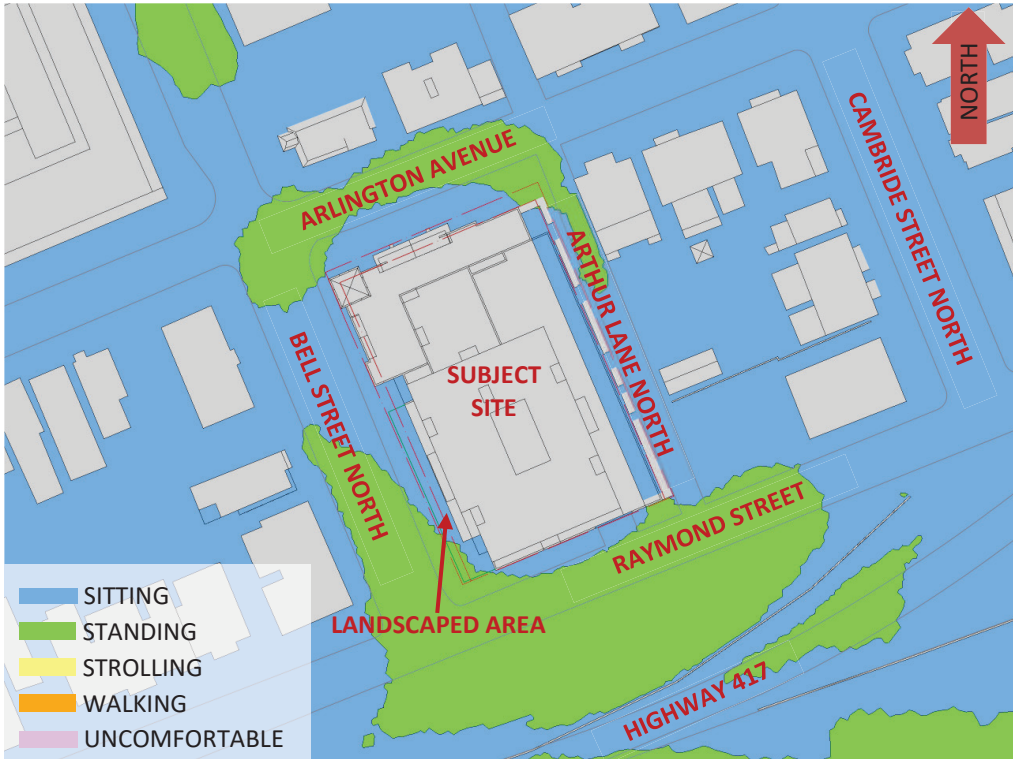 NORTH
ARLINGTON AVENUE
CAMBRIDE STREET NORTH
ARTHUR LANE NORTH
BELL STREET NORTH
SUBJECT
SITE
RAYMOND STREET
LANDSCAPED AREA
HIGHWAY 417
SITTING
STANDING
STROLLING
WALKING
UNCOMFORTABLE